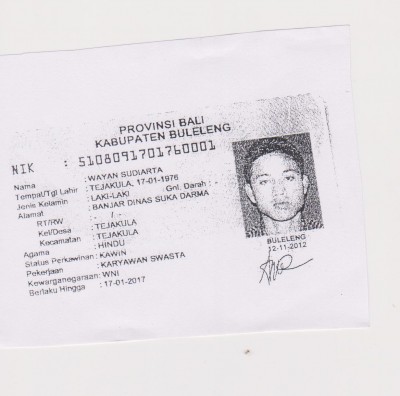 PROVINSI BALI
KABUPATEN BULELENG
NIK : 5108091701760001
Nama : WAYAN SUDIARTA
Tempat/Tgl Lahir : TEJAKULA, 17-01-1976
Jenis Kelamin : LAKI-LAKI Gol. Darah : -
Alamat : BANJAR DINAS SUKA DARMA
RT/RW : - / -
Kel/Desa : TEJAKULA
Kecamatan : TEJAKULA
Agama : HINDU
Status Perkawinan : KAWIN
Pekerjaan : KARYAWAN SWASTA
Kewarganegaraan : WNI
Berlaku Hingga : 17-01-2017
BULELENG
12-11-2012